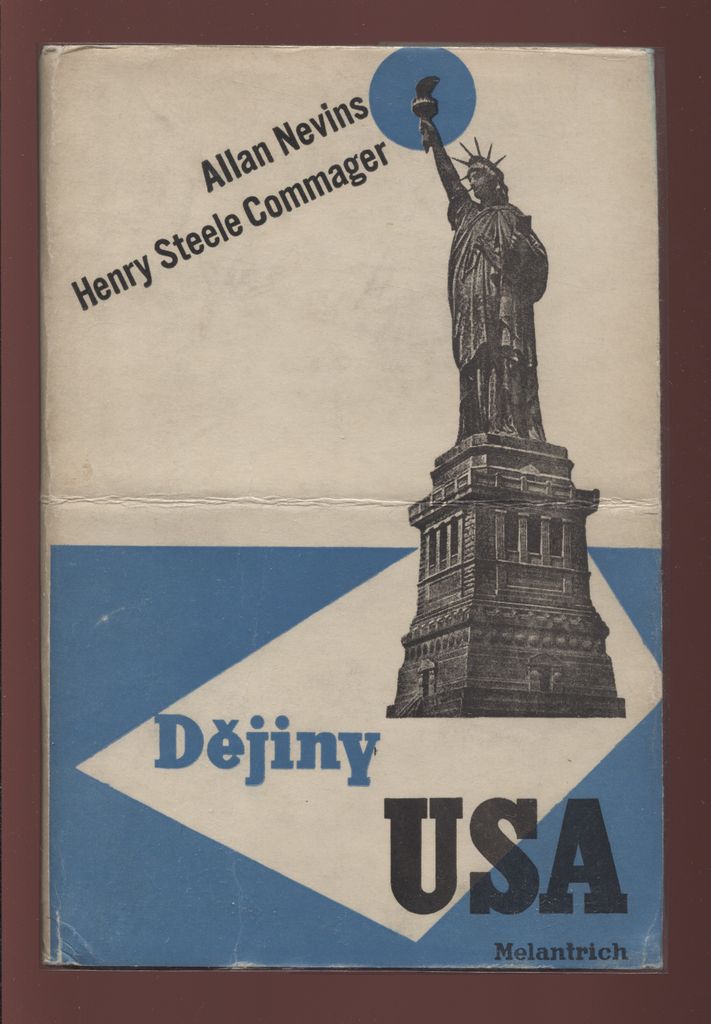 Allan Nevins
Henry Steele Commager
Dějiny
USA
Melantrich